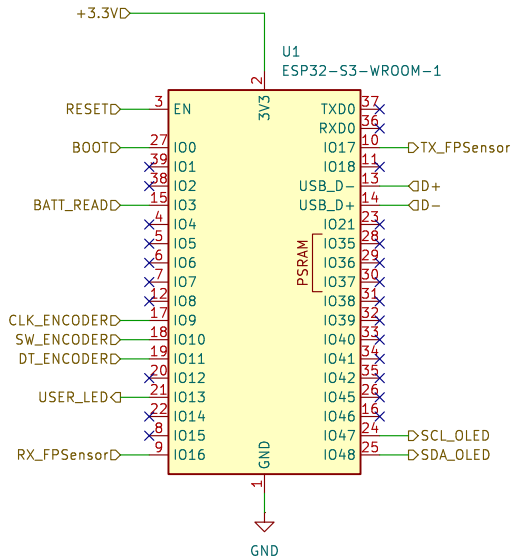 +3.3V
U1
ESP32-S3-WROOM-1
2
3V3
RESET 3 EN TXD0 37
RXD0 36
BOOT 27 IO0 IO17 10 TX_FPSensor
39 IO1 IO18 11
38 IO2 USB_D- 13 D+
BATT_READ 15 IO3 USB_D+ 14 D-
4 IO4 IO21 23
5 IO5 IO35 28
6 IO6 IO36 29
7 IO7 IO37 30
PSRAM
12 IO8 IO38 31
CLK_ENCODER 17 IO9 IO39 32
SW_ENCODER 18 IO10 IO40 33
DT_ENCODER 19 IO11 IO41 34
20 IO12 IO42 35
USER_LED 21 IO13 IO45 26
22 IO14 IO46 16
8 IO15 IO47 24 SCL_OLED
RX_FPSensor 9 IO16 IO48 25 SDA_OLED
GND
1
GND